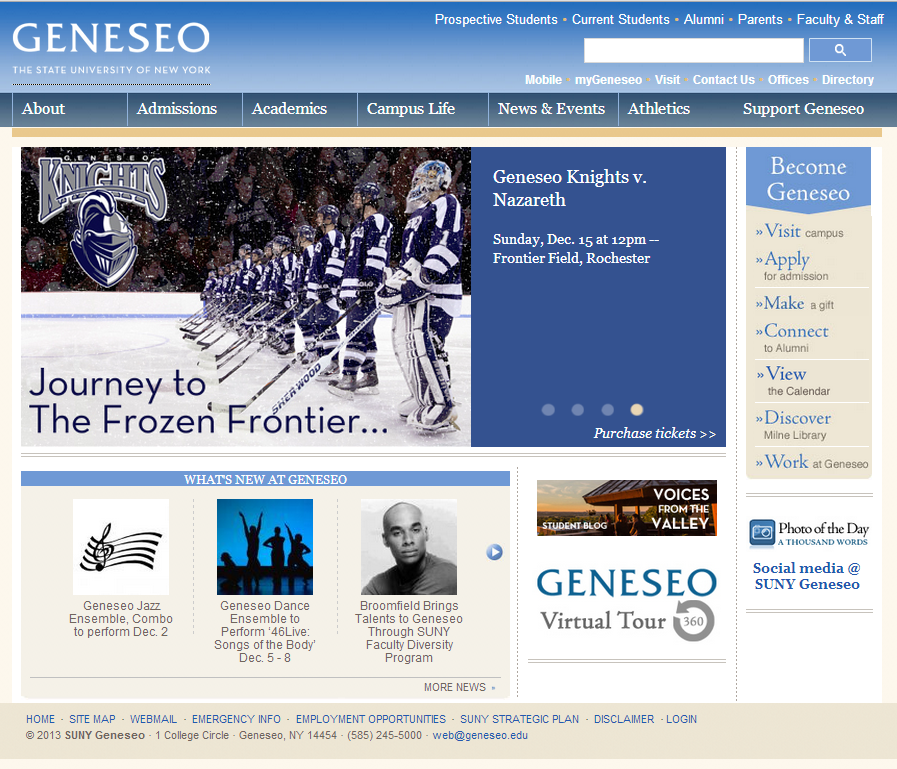 GENESEO
THE STATE UNIVERSITY OF NEW YORK
Prospective Students • Current Students • Alumni • Parents • Faculty & Staff
Mobile • myGeneseo • Visit • Contact Us • Offices • Directory
About Admissions Academics Campus Life News & Events Athletics Support Geneseo
GENESEO
KNIGHTS
SHERWOOD
Journey to
The Frozen Frontier...
Geneseo Knights v.
Nazareth
Sunday, Dec. 15 at 12pm --
Frontier Field, Rochester
Purchase tickets >>
Become
Geneseo
»Visit campus
»Apply
for admission
»Make a gift
»Connect
to Alumni
»View
the Calendar
»Discover
Milne Library
»Work at Geneseo
WHAT'S NEW AT GENESEO
Geneseo Jazz
Ensemble, Combo
to perform Dec. 2
Geneseo Dance
Ensemble to
Perform '46Live:
Songs of the Body'
Dec. 5 - 8
Broomfield Brings
Talents to Geneseo
Through SUNY
Faculty Diversity
Program
MORE NEWS »
VOICES
FROM THE
VALLEY
STUDENT BLOG
GENESEO
Virtual Tour 360
Photo of the Day
A THOUSAND WORDS
Social media @
SUNY Geneseo
HOME · SITE MAP · WEBMAIL · EMERGENCY INFO · EMPLOYMENT OPPORTUNITIES · SUNY STRATEGIC PLAN · DISCLAIMER · LOGIN
© 2013 SUNY Geneseo · 1 College Circle · Geneseo, NY 14454 · (585) 245-5000 · web@geneseo.edu